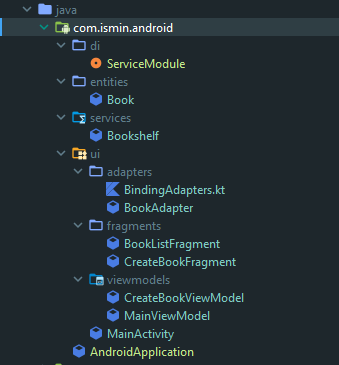 java
com.ismin.android
di
ServiceModule
entities
Book
services
Bookshelf
ui
adapters
BindingAdapters.kt
BookAdapter
fragments
BookListFragment
CreateBookFragment
viewmodels
CreateBookViewModel
MainViewModel
MainActivity
AndroidApplication